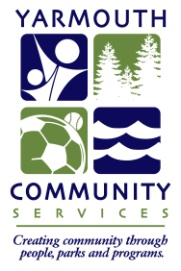 YARMOUTH
COMMUNITY
SERVICES
Creating community through
people, parks and programs.